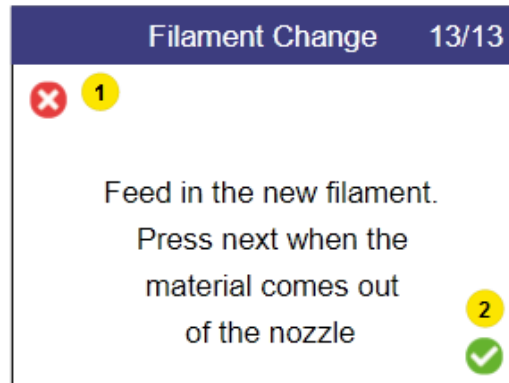 Filament Change 13/13
1
Feed in the new filament.
Press next when the
material comes out
of the nozzle
2